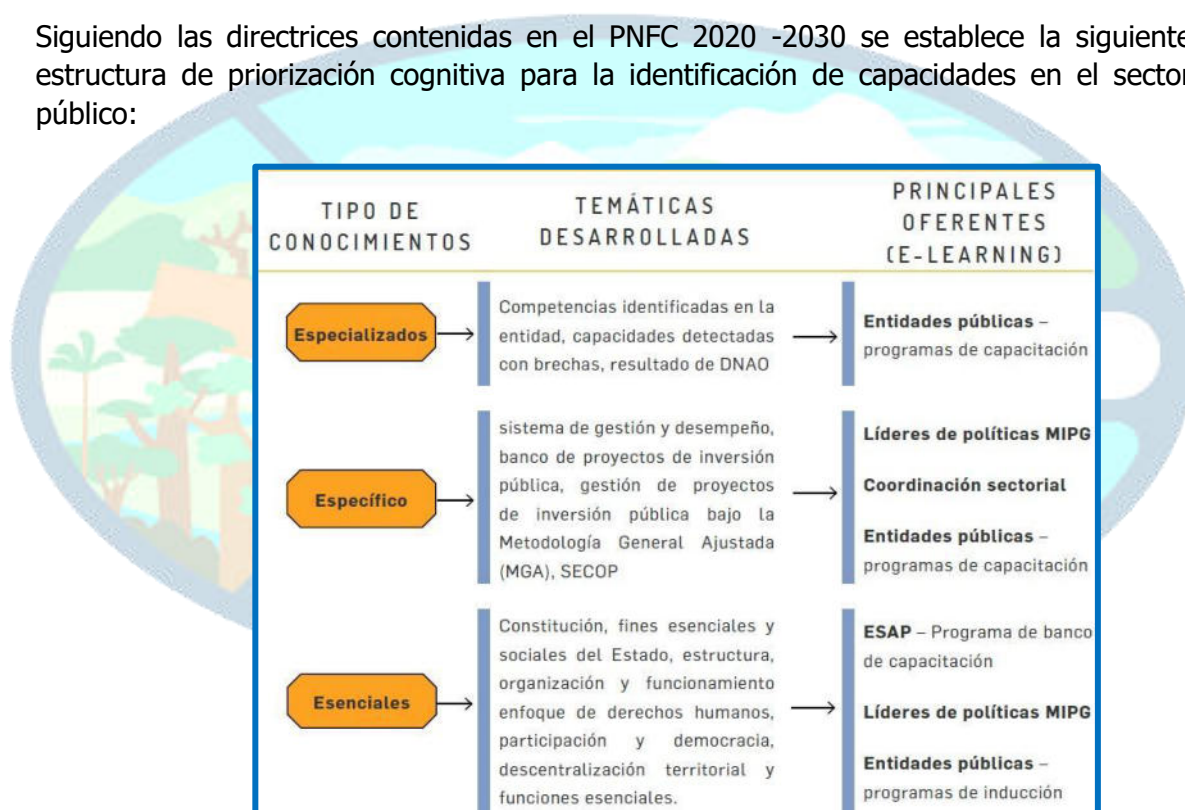 Siguiendo las directrices contenidas en el PNFC 2020 -2030 se establece la siguiente
estructura de priorización cognitiva para la identificación de capacidades en el sector
público:
TIPO DE
CONOCIMIENTOS
TEMÁTICAS
DESARROLLADAS
PRINCIPALES
OFERENTES
(E-LEARNING)
Especializados
Competencias identificadas en la
entidad, capacidades detectadas
con brechas, resultado de DNAO
Entidades públicas –
programas de capacitación
Específico
sistema de gestión y desempeño,
banco de proyectos de inversión
pública, gestión de proyectos
de inversión pública bajo la
Metodología General Ajustada
(MGA), SECOP
Líderes de políticas MIPG
Coordinación sectorial
Entidades públicas –
programas de capacitación
Esenciales
Constitución, fines esenciales y
sociales del Estado, estructura,
organización y funcionamiento
enfoque de derechos humanos,
participación y democracia,
descentralización territorial y
funciones esenciales.
ESAP – Programa de banco
de capacitación
Líderes de políticas MIPG
Entidades públicas –
programas de inducción